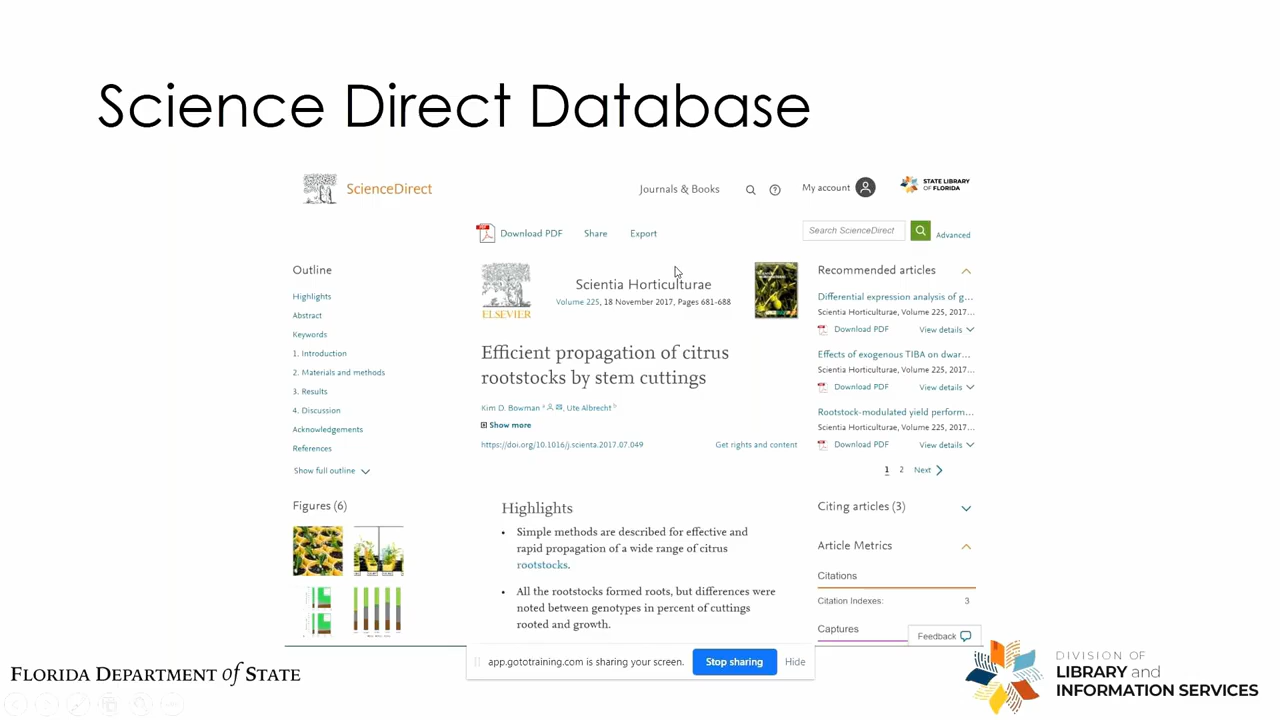 Science Direct Database
ScienceDirect
Journals & Books
My account
STATE LIBRARY
OF FLORIDA
Download PDF
Share
Export
Search ScienceDirect
Advanced
Outline
Highlights
Abstract
Keywords
1. Introduction
2. Materials and methods
3. Results
4. Discussion
Acknowledgements
References
Show full outline
Figures (6)
ELSEVIER
Scientia Horticulturae
Volume 225, 18 November 2017, Pages 681-688
Efficient propagation of citrus
rootstocks by stem cuttings
Kim D. Bowman a, Ute Albrecht b
Show more
https://doi.org/10.1016/j.scienta.2017.07.049
Get rights and content
Highlights
• Simple methods are described for effective and
rapid propagation of a wide range of citrus
rootstocks.
• All the rootstocks formed roots, but differences were
noted between genotypes in percent of cuttings
rooted and growth.
Recommended articles
Differential expression analysis of g…
Scientia Horticulturae, Volume 225, 2017…
Download PDF
View details
Effects of exogenous TIBA on dwar…
Scientia Horticulturae, Volume 225, 2017…
Download PDF
View details
Rootstock-modulated yield perform…
Scientia Horticulturae, Volume 225, 2017…
Download PDF
View details
1 2 Next
Citing articles (3)
Article Metrics
Citations
Citation Indexes: 3
Captures
Feedback
app.gototraining.com is sharing your screen.
Stop sharing
Hide
FLORIDA DEPARTMENT of STATE
DIVISION OF
LIBRARY and
INFORMATION SERVICES